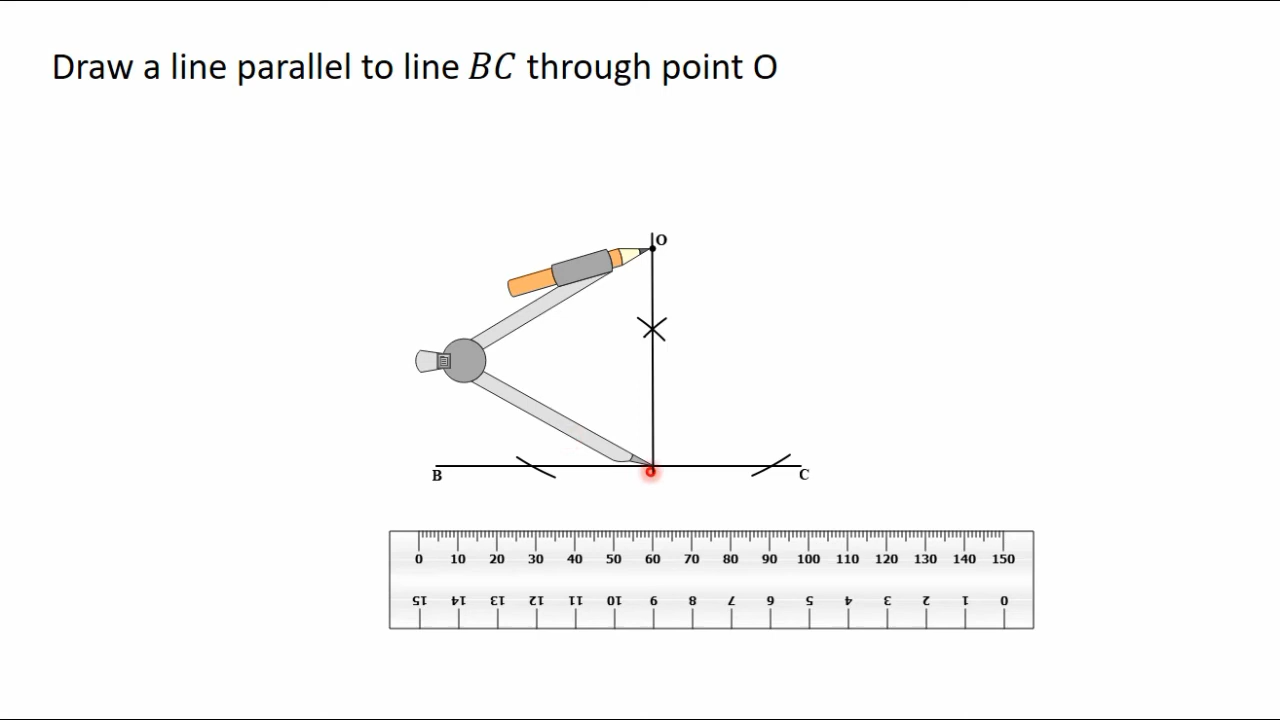 Draw a line parallel to line BC through point O
O
B
C
0 10 20 30 40 50 60 70 80 90 100 110 120 130 140 150
15 14 13 12 11 10 9 8 7 6 5 4 3 2 1 0